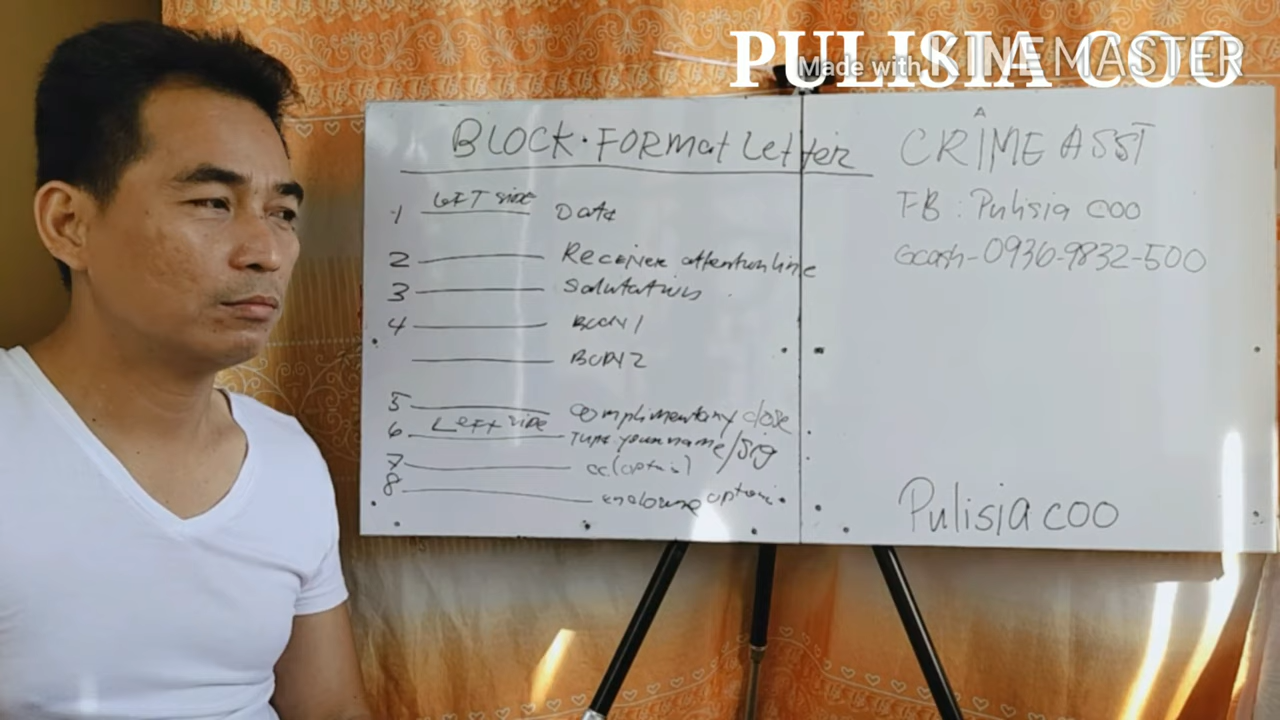 PULISIA COO
Made with KINEMASTER
BLOCK. FORMAT LETTER
LEFT side
1 Date
2 Receiver attention line
3 Salutation
4 BODY 1
BODY 2
5 complimentary close
Left side
6 Type your name/sig
7 cc (option)
8 enclosure option
A
CRIME ASST
FB : Pulisia coo
Gcash-0936-9832-500
Pulisia coo